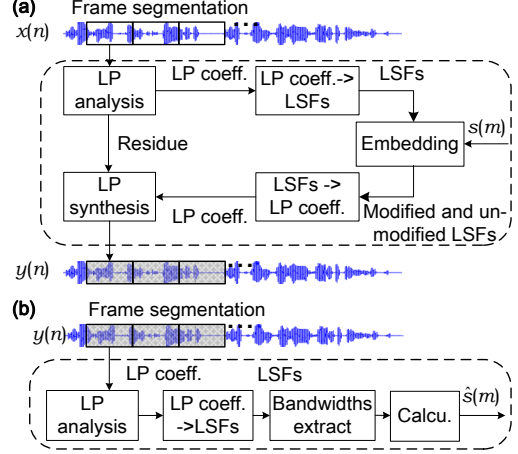 (a)
Frame segmentation
x(n)
LP coeff.
LSFs
LP
analysis
LP coeff.->
LSFs
s(m)
Residue
Embedding
LP
synthesis
LSFs ->
LP coeff.
LP coeff.
Modified and un-
modified LSFs
y(n)
(b)
Frame segmentation
y(n)
LP coeff.
LSFs
LP
analysis
LP coeff.
->LSFs
Bandwidths
extract
Calcu.
ŝ(m)